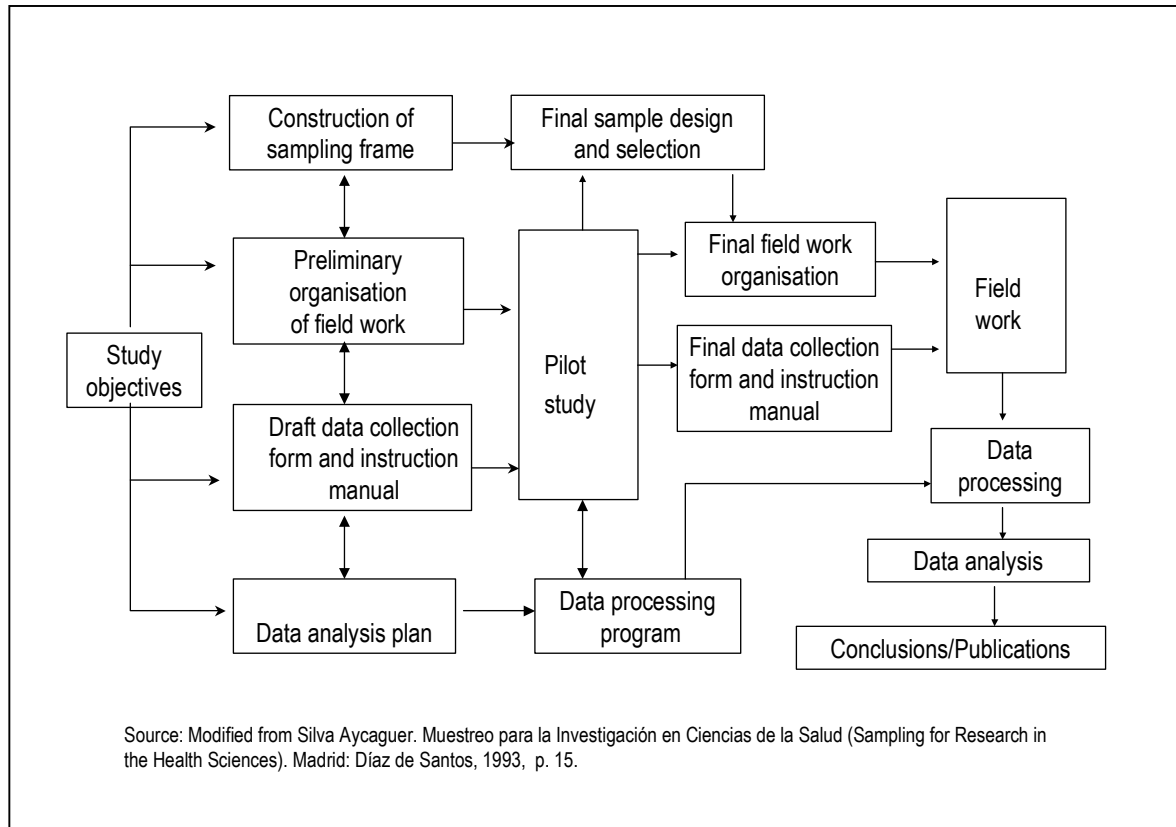 Construction of
sampling frame
Final sample design
and selection
Preliminary
organisation
of field work
Final field work
organisation
Field
work
Study
objectives
Pilot
study
Final data collection
form and instruction
manual
Draft data collection
form and instruction
manual
Data
processing
Data analysis
Data analysis plan
Data processing
program
Conclusions/Publications
Source: Modified from Silva Aycaguer. Muestreo para la Investigación en Ciencias de la Salud (Sampling for Research in
the Health Sciences). Madrid: Díaz de Santos, 1993, p. 15.